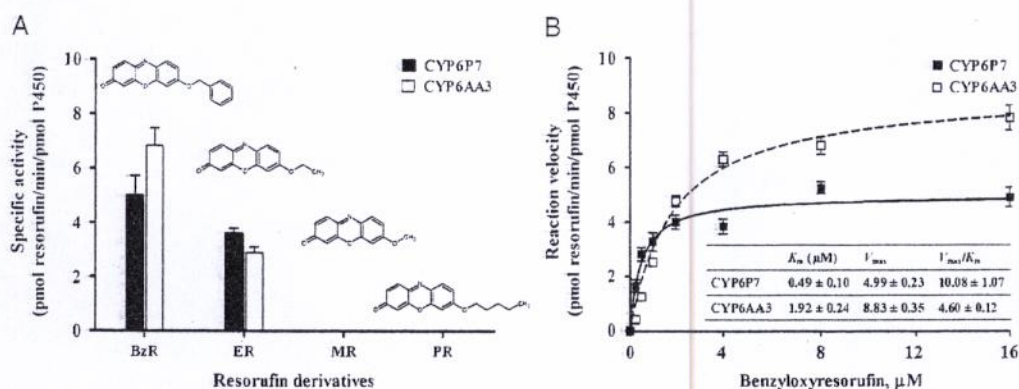 A
Specific activity
(pmol resorufin/min/pmol P450)
10
8
6
4
2
0
CYP6P7
CYP6AA3
BzR
ER
MR
PR
Resorufin derivatives
B
Reaction velocity
(pmol resorufin/min/pmol P450)
10
8
6
4
2
0
CYP6P7
CYP6AA3
Km (μM) Vmax Vmax/Km
CYP6P7 0.49 ± 0.10 4.99 ± 0.23 10.08 ± 1.07
CYP6AA3 1.92 ± 0.24 8.83 ± 0.35 4.60 ± 0.12
0 4 8 12 16
Benzyloxyresorufin, μM